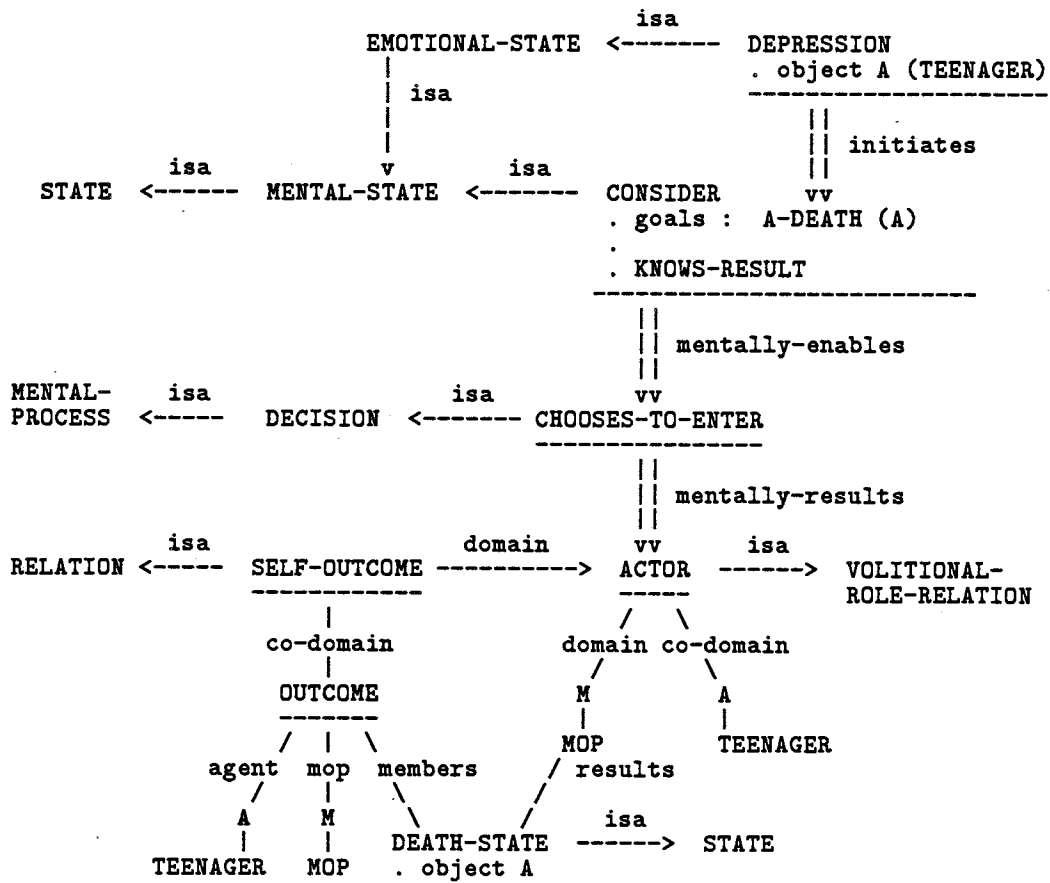 isa
EMOTIONAL-STATE <------- DEPRESSION
. object A (TEENAGER)
isa
initiates
isa isa
STATE <------ MENTAL-STATE <------ CONSIDER
. goals : A-DEATH (A)
.
. KNOWS-RESULT
mentally-enables
MENTAL- isa isa
PROCESS <----- DECISION <------ CHOOSES-TO-ENTER
mentally-results
isa domain isa
RELATION <----- SELF-OUTCOME ----------> ACTOR -----> VOLITIONAL-
ROLE-RELATION
co-domain domain co-domain
OUTCOME M A
MOP TEENAGER
agent mop members results
A M isa
DEATH-STATE ------> STATE
TEENAGER MOP . object A